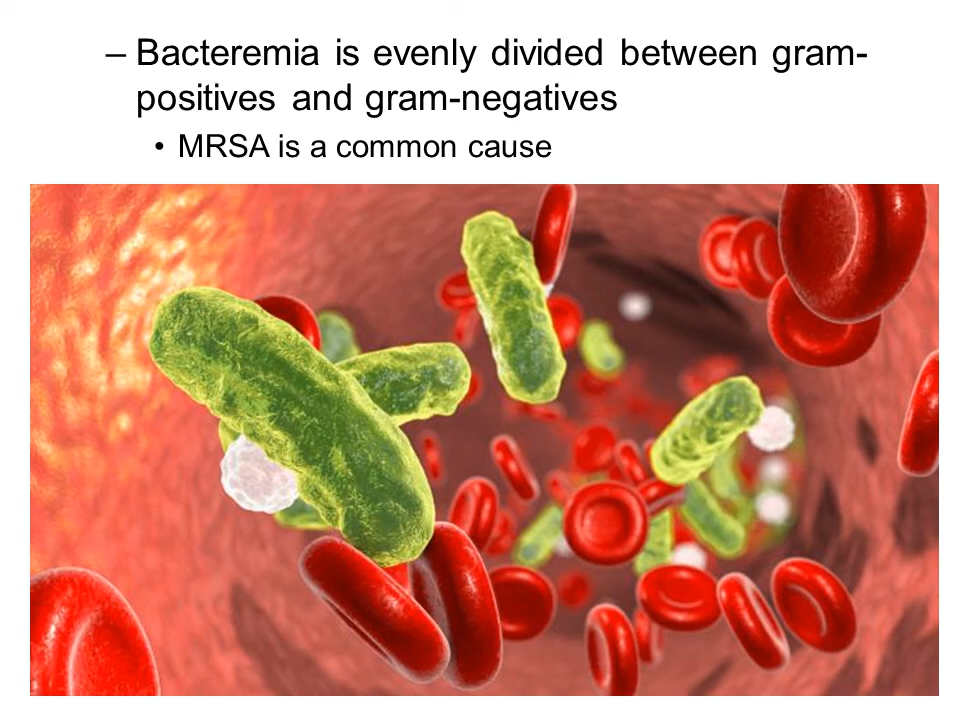 – Bacteremia is evenly divided between gram-
positives and gram-negatives
• MRSA is a common cause